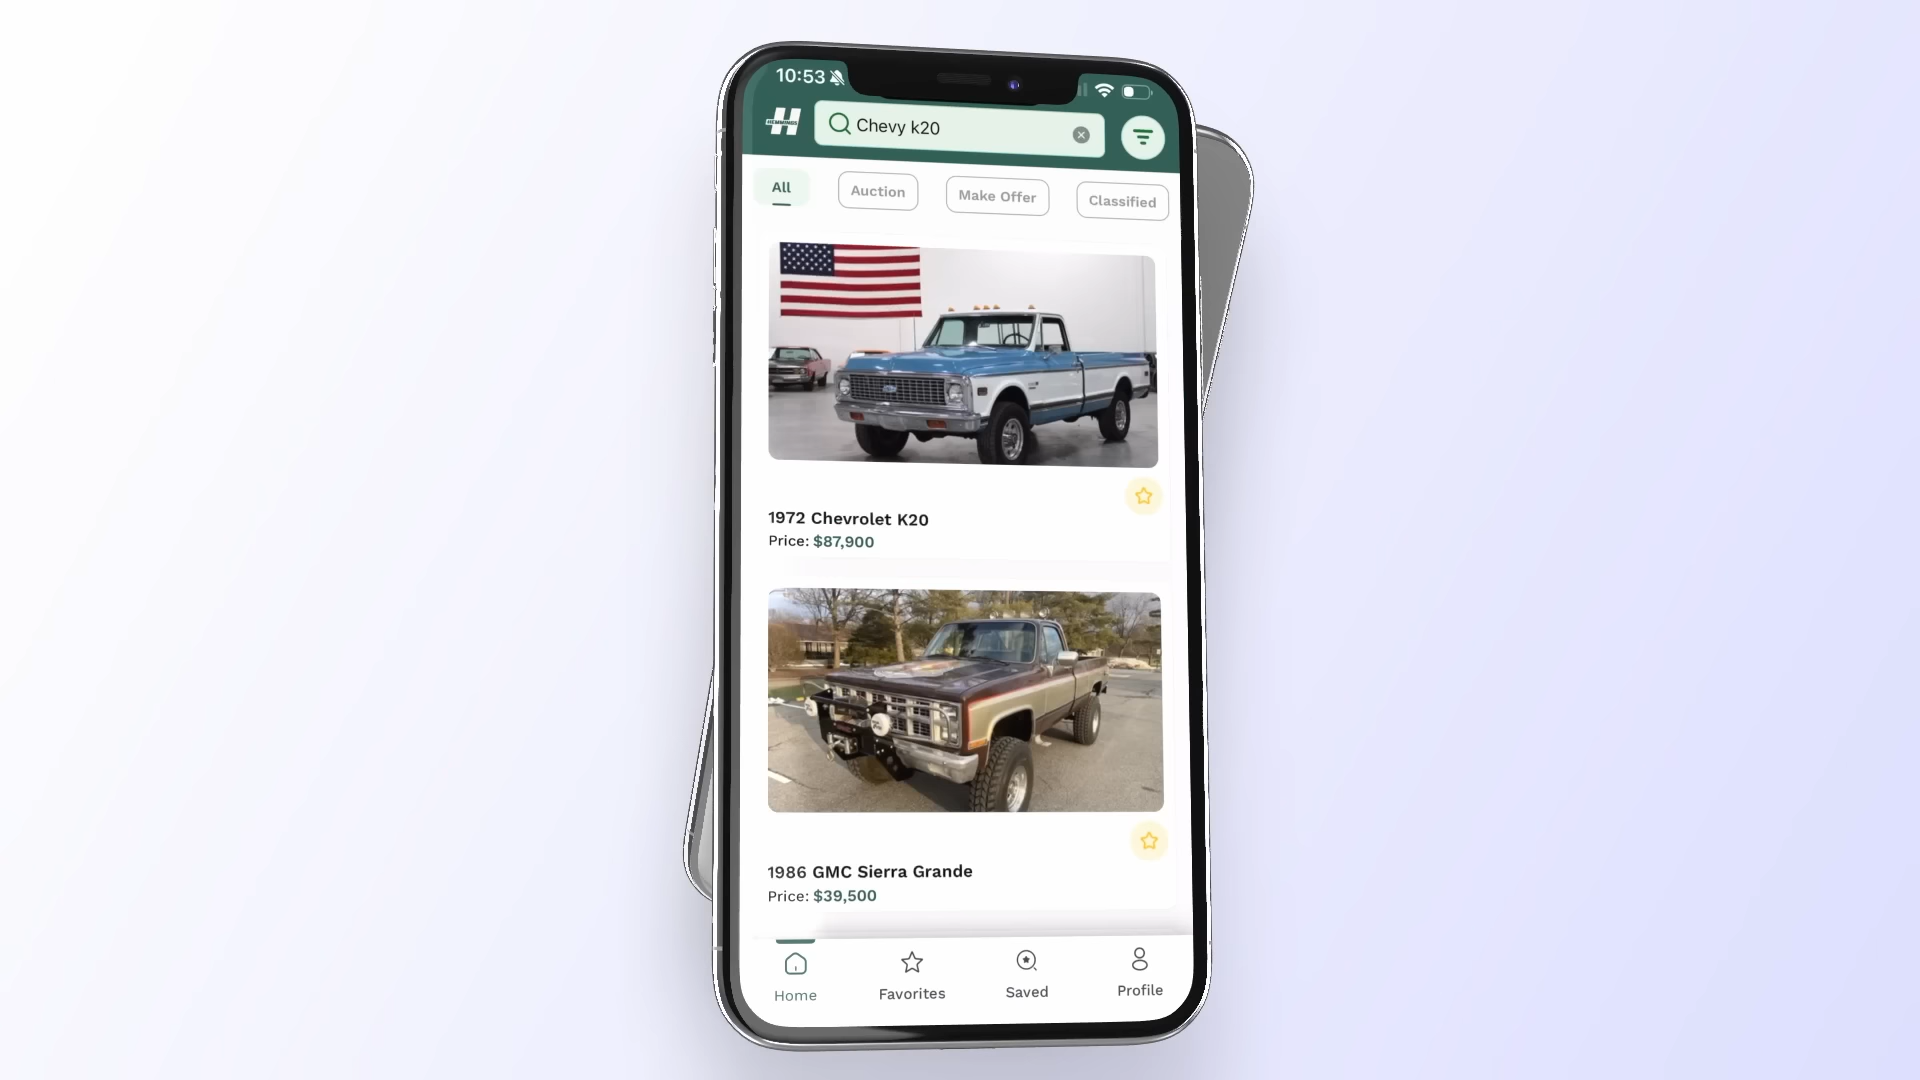 10:53
HEMMINGS
Chevy k20
All
Auction
Make Offer
Classified
1972 Chevrolet K20
Price: $87,900
1986 GMC Sierra Grande
Price: $39,500
Home
Favorites
Saved
Profile